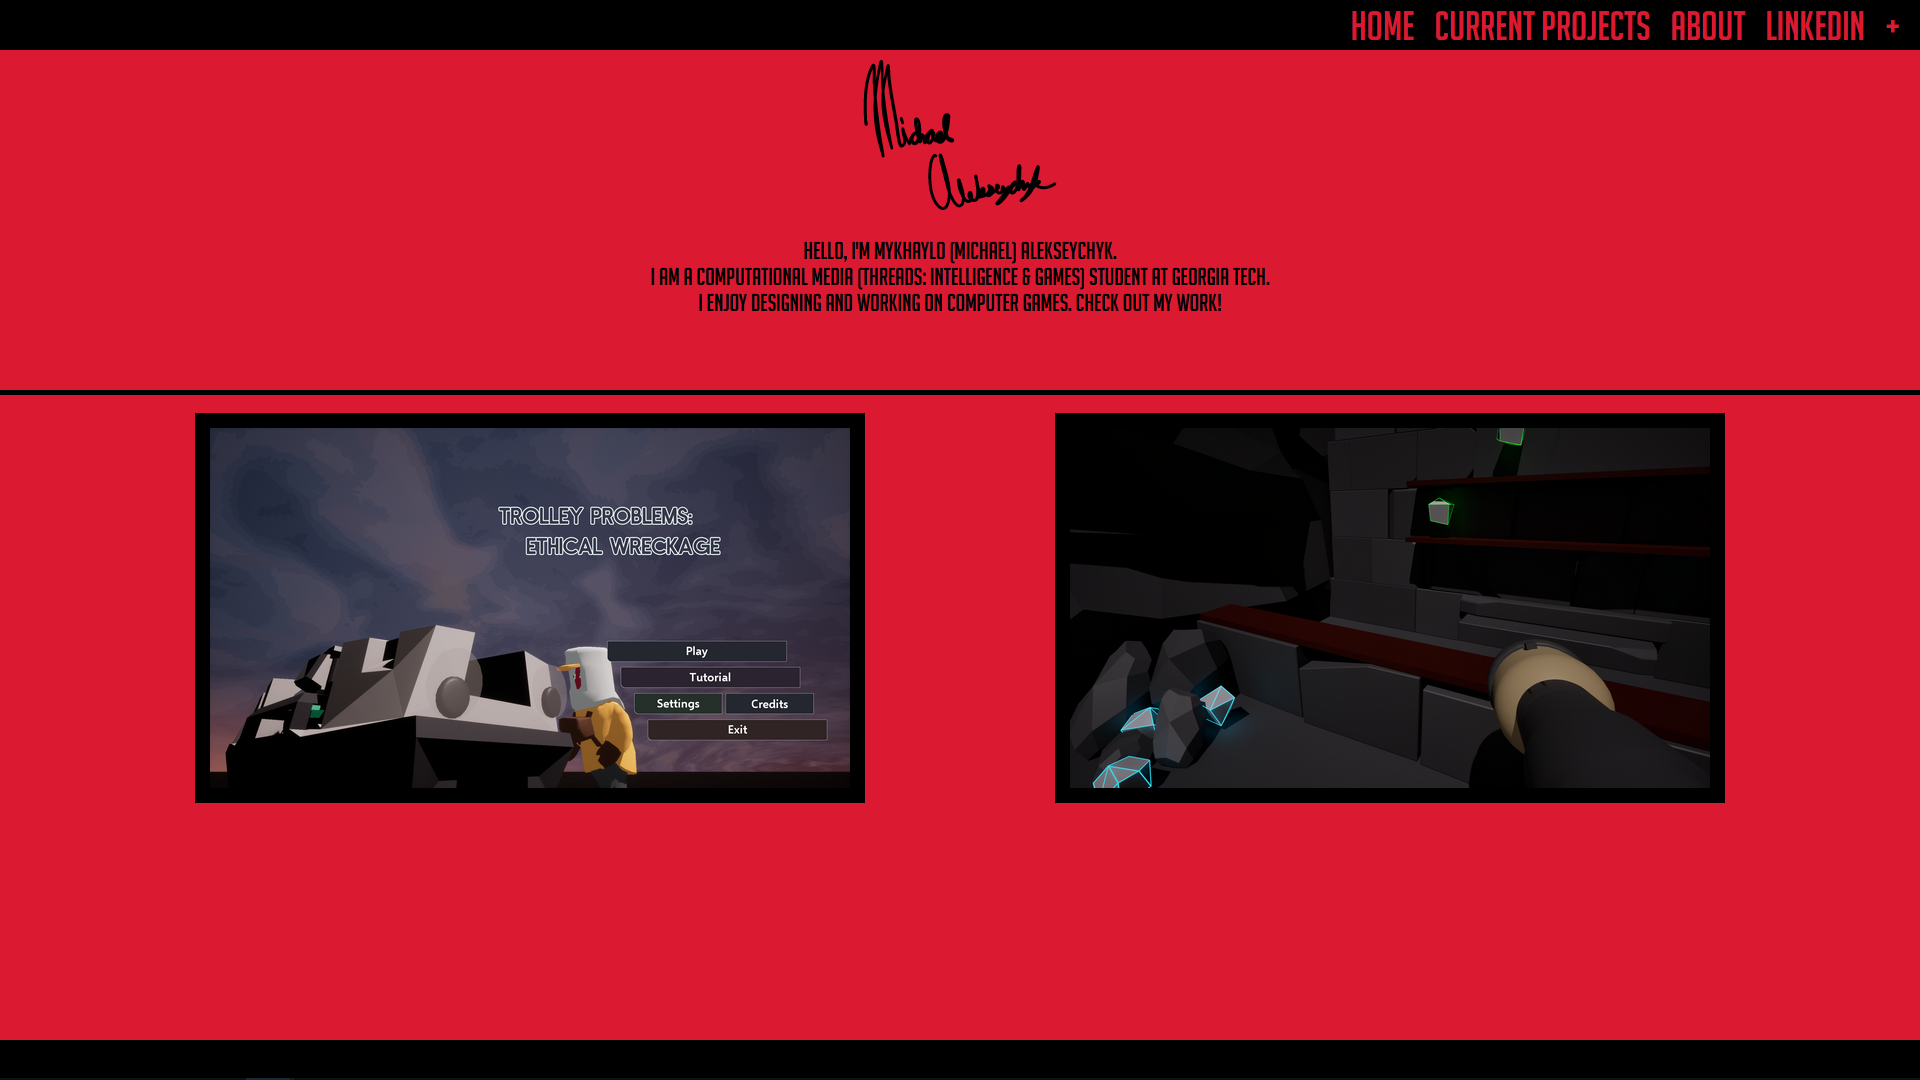 HOME CURRENT PROJECTS ABOUT LINKEDIN +
Michael
Alekseychyk
HELLO, I'M MYKHAYLO (MICHAEL) ALEKSEYCHYK.
I AM A COMPUTATIONAL MEDIA (THREADS: INTELLIGENCE & GAMES) STUDENT AT GEORGIA TECH.
I ENJOY DESIGNING AND WORKING ON COMPUTER GAMES. CHECK OUT MY WORK!
TROLLEY PROBLEMS:
ETHICAL WRECKAGE
Play
Tutorial
Settings Credits
Exit